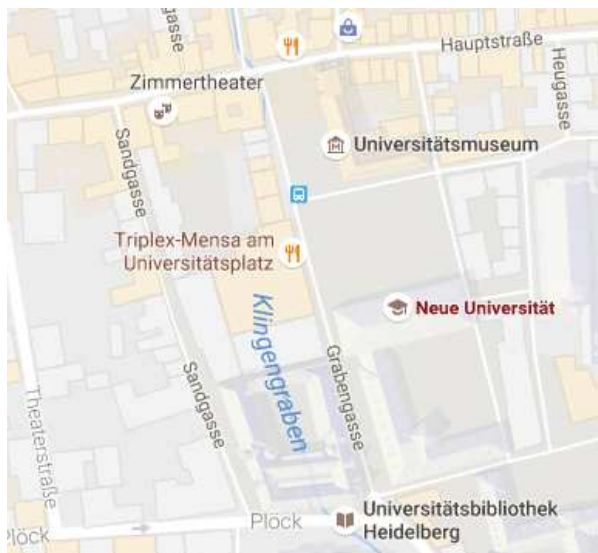 gasse
Hauptstraße
Heugasse
Zimmertheater
Universitätsmuseum
Sandgasse
Triplex-Mensa am
Universitätsplatz
Klingengraben
Neue Universität
Grabengasse
Sandgasse
Theaterstraße
Universitätsbibliothek
Heidelberg
Plöck
Plöck